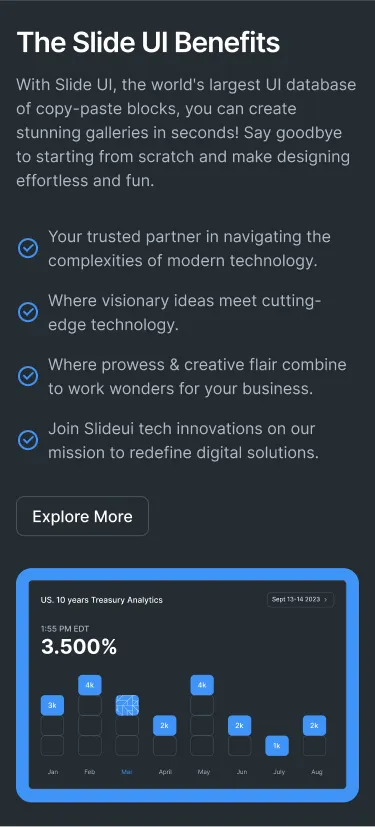 The Slide UI Benefits
With Slide UI, the world's largest UI database
of copy-paste blocks, you can create
stunning galleries in seconds! Say goodbye
to starting from scratch and make designing
effortless and fun.
Your trusted partner in navigating the
complexities of modern technology.
Where visionary ideas meet cutting-
edge technology.
Where prowess & creative flair combine
to work wonders for your business.
Join Slideui tech innovations on our
mission to redefine digital solutions.
Explore More
US. 10 years Treasury Analytics
Sept 13-14 2023
1:55 PM EDT
3.500%
4k 4k
3k
2k 2k 2k
1k
Jan Feb Mar April May Jun July Aug